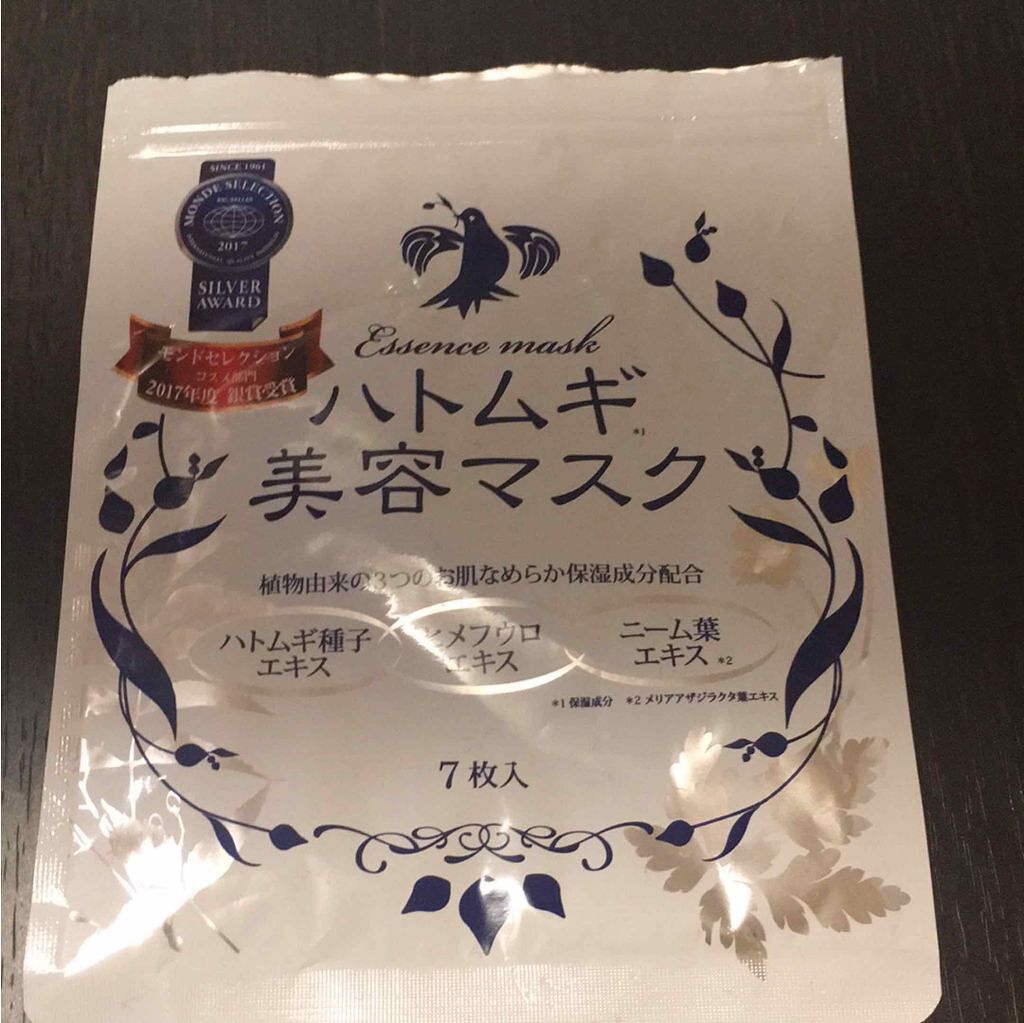 SINCE 1961
MONDE SELECTION
BRUXELLES
2017
INTERNATIONAL QUALITY
SILVER
AWARD
モンドセレクション
コスメ部門
2017年度 銀賞受賞
Essence mask
ハトムギ*1
美容マスク
植物由来の3つのお肌なめらか保湿成分配合
ハトムギ種子
エキス
ヒメフウロ
エキス
ニーム葉
エキス*2
*1 保湿成分 *2 メリアアザジラクタ葉エキス
7枚入